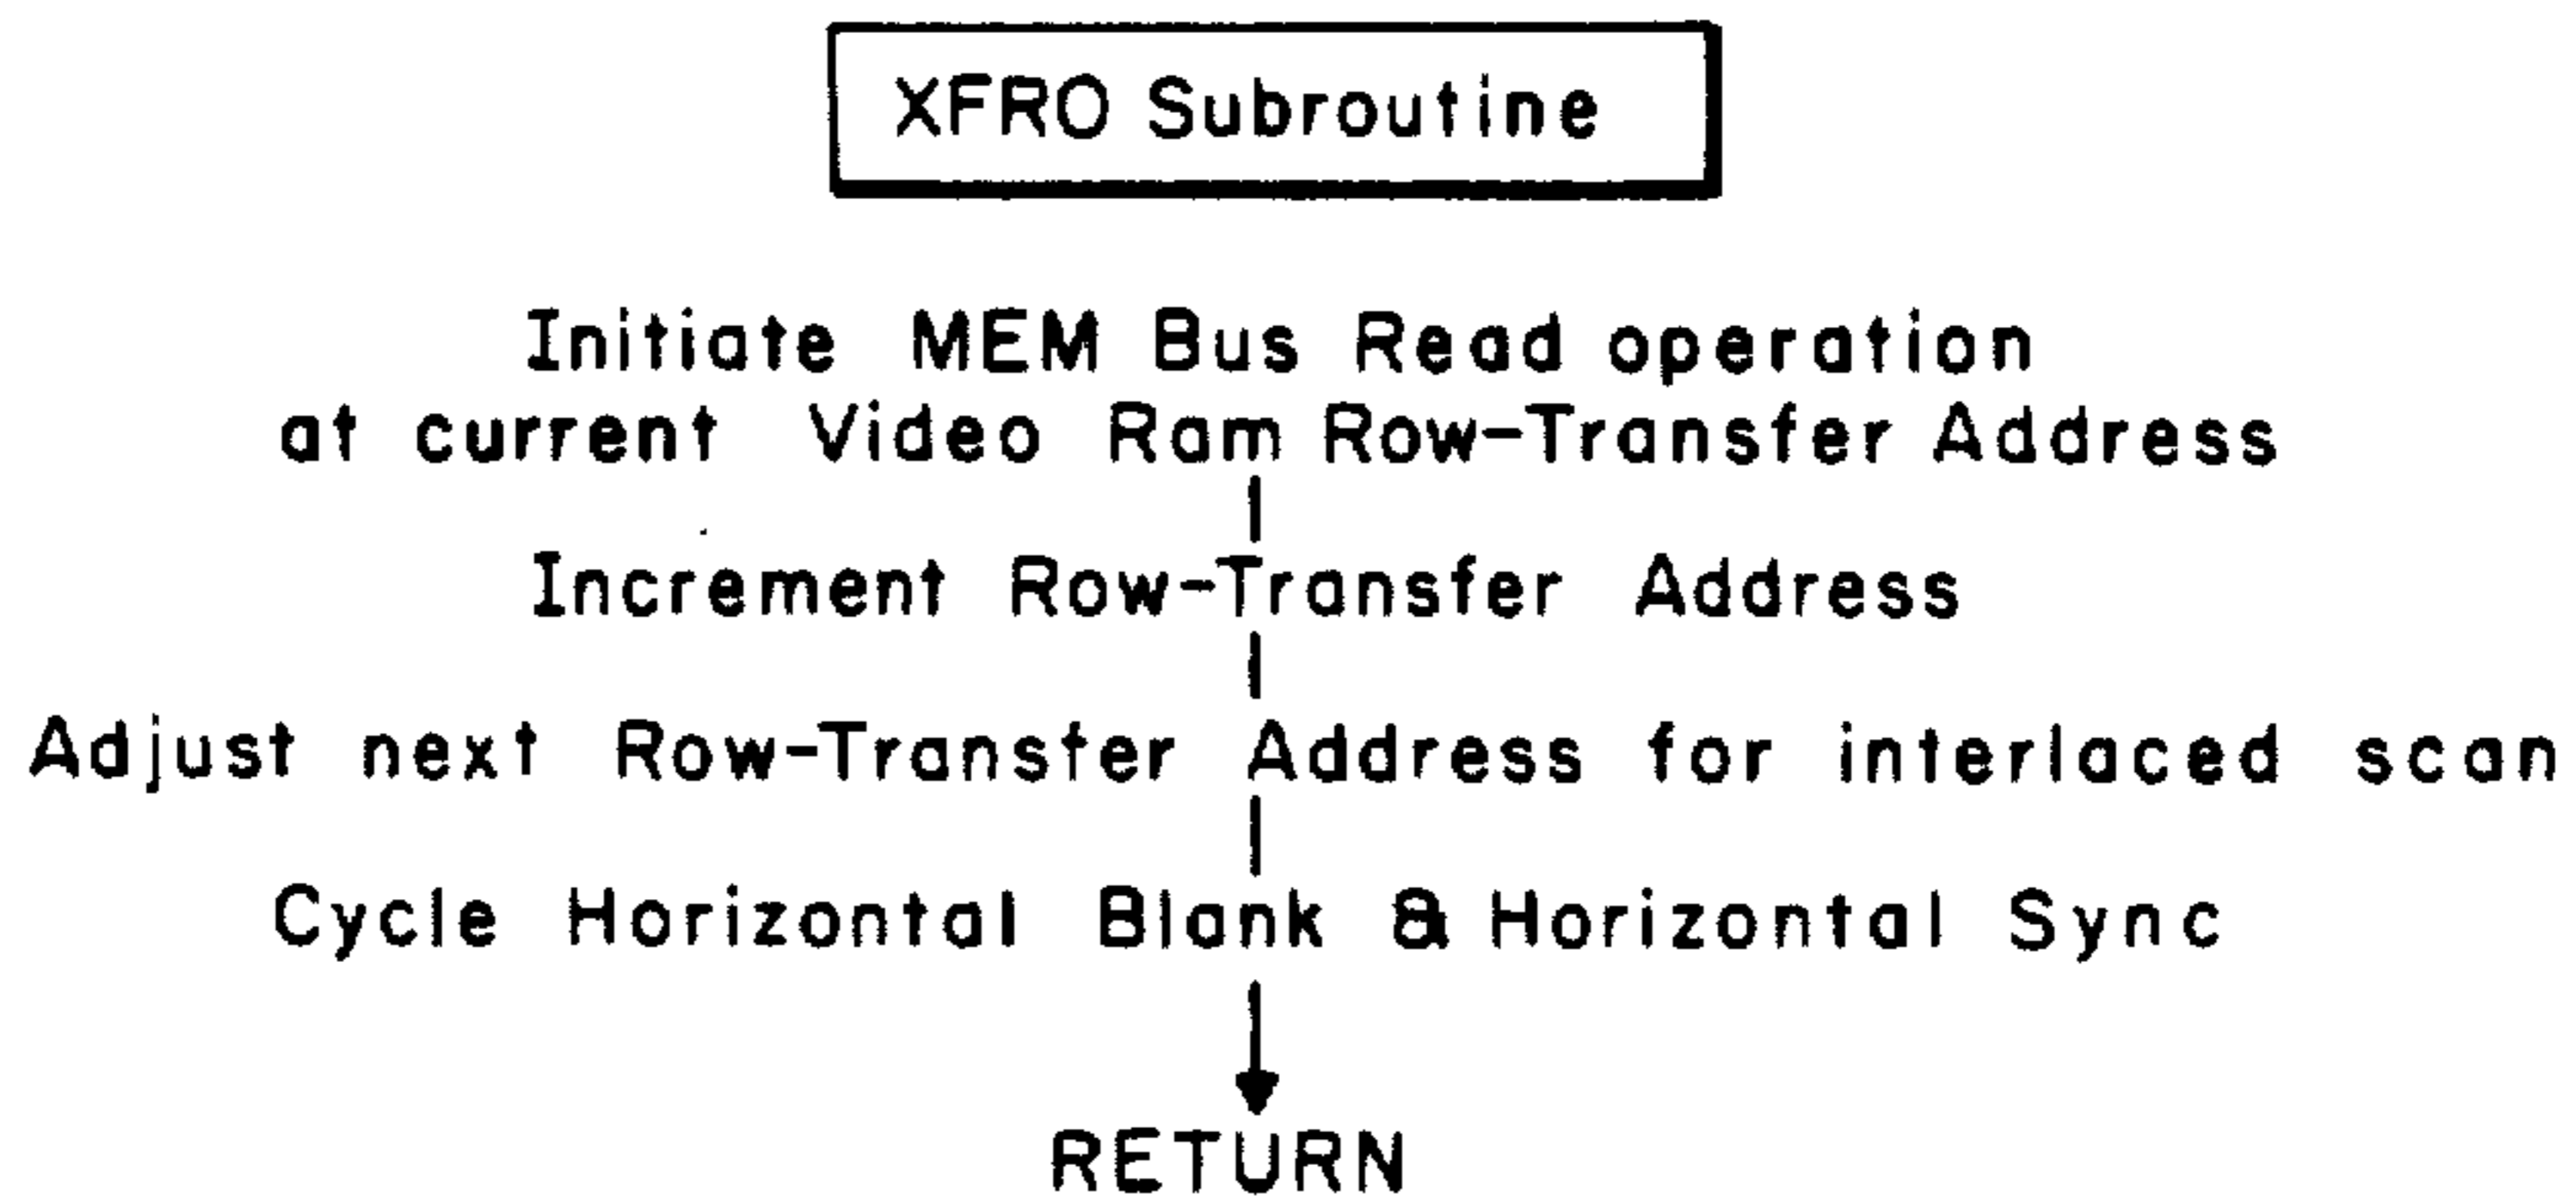 XFRO Subroutine
Initiate MEM Bus Read operation
at current Video Ram Row-Transfer Address
Increment Row-Transfer Address
Adjust next Row-Transfer Address for interlaced scan
Cycle Horizontal Blank & Horizontal Sync
RETURN